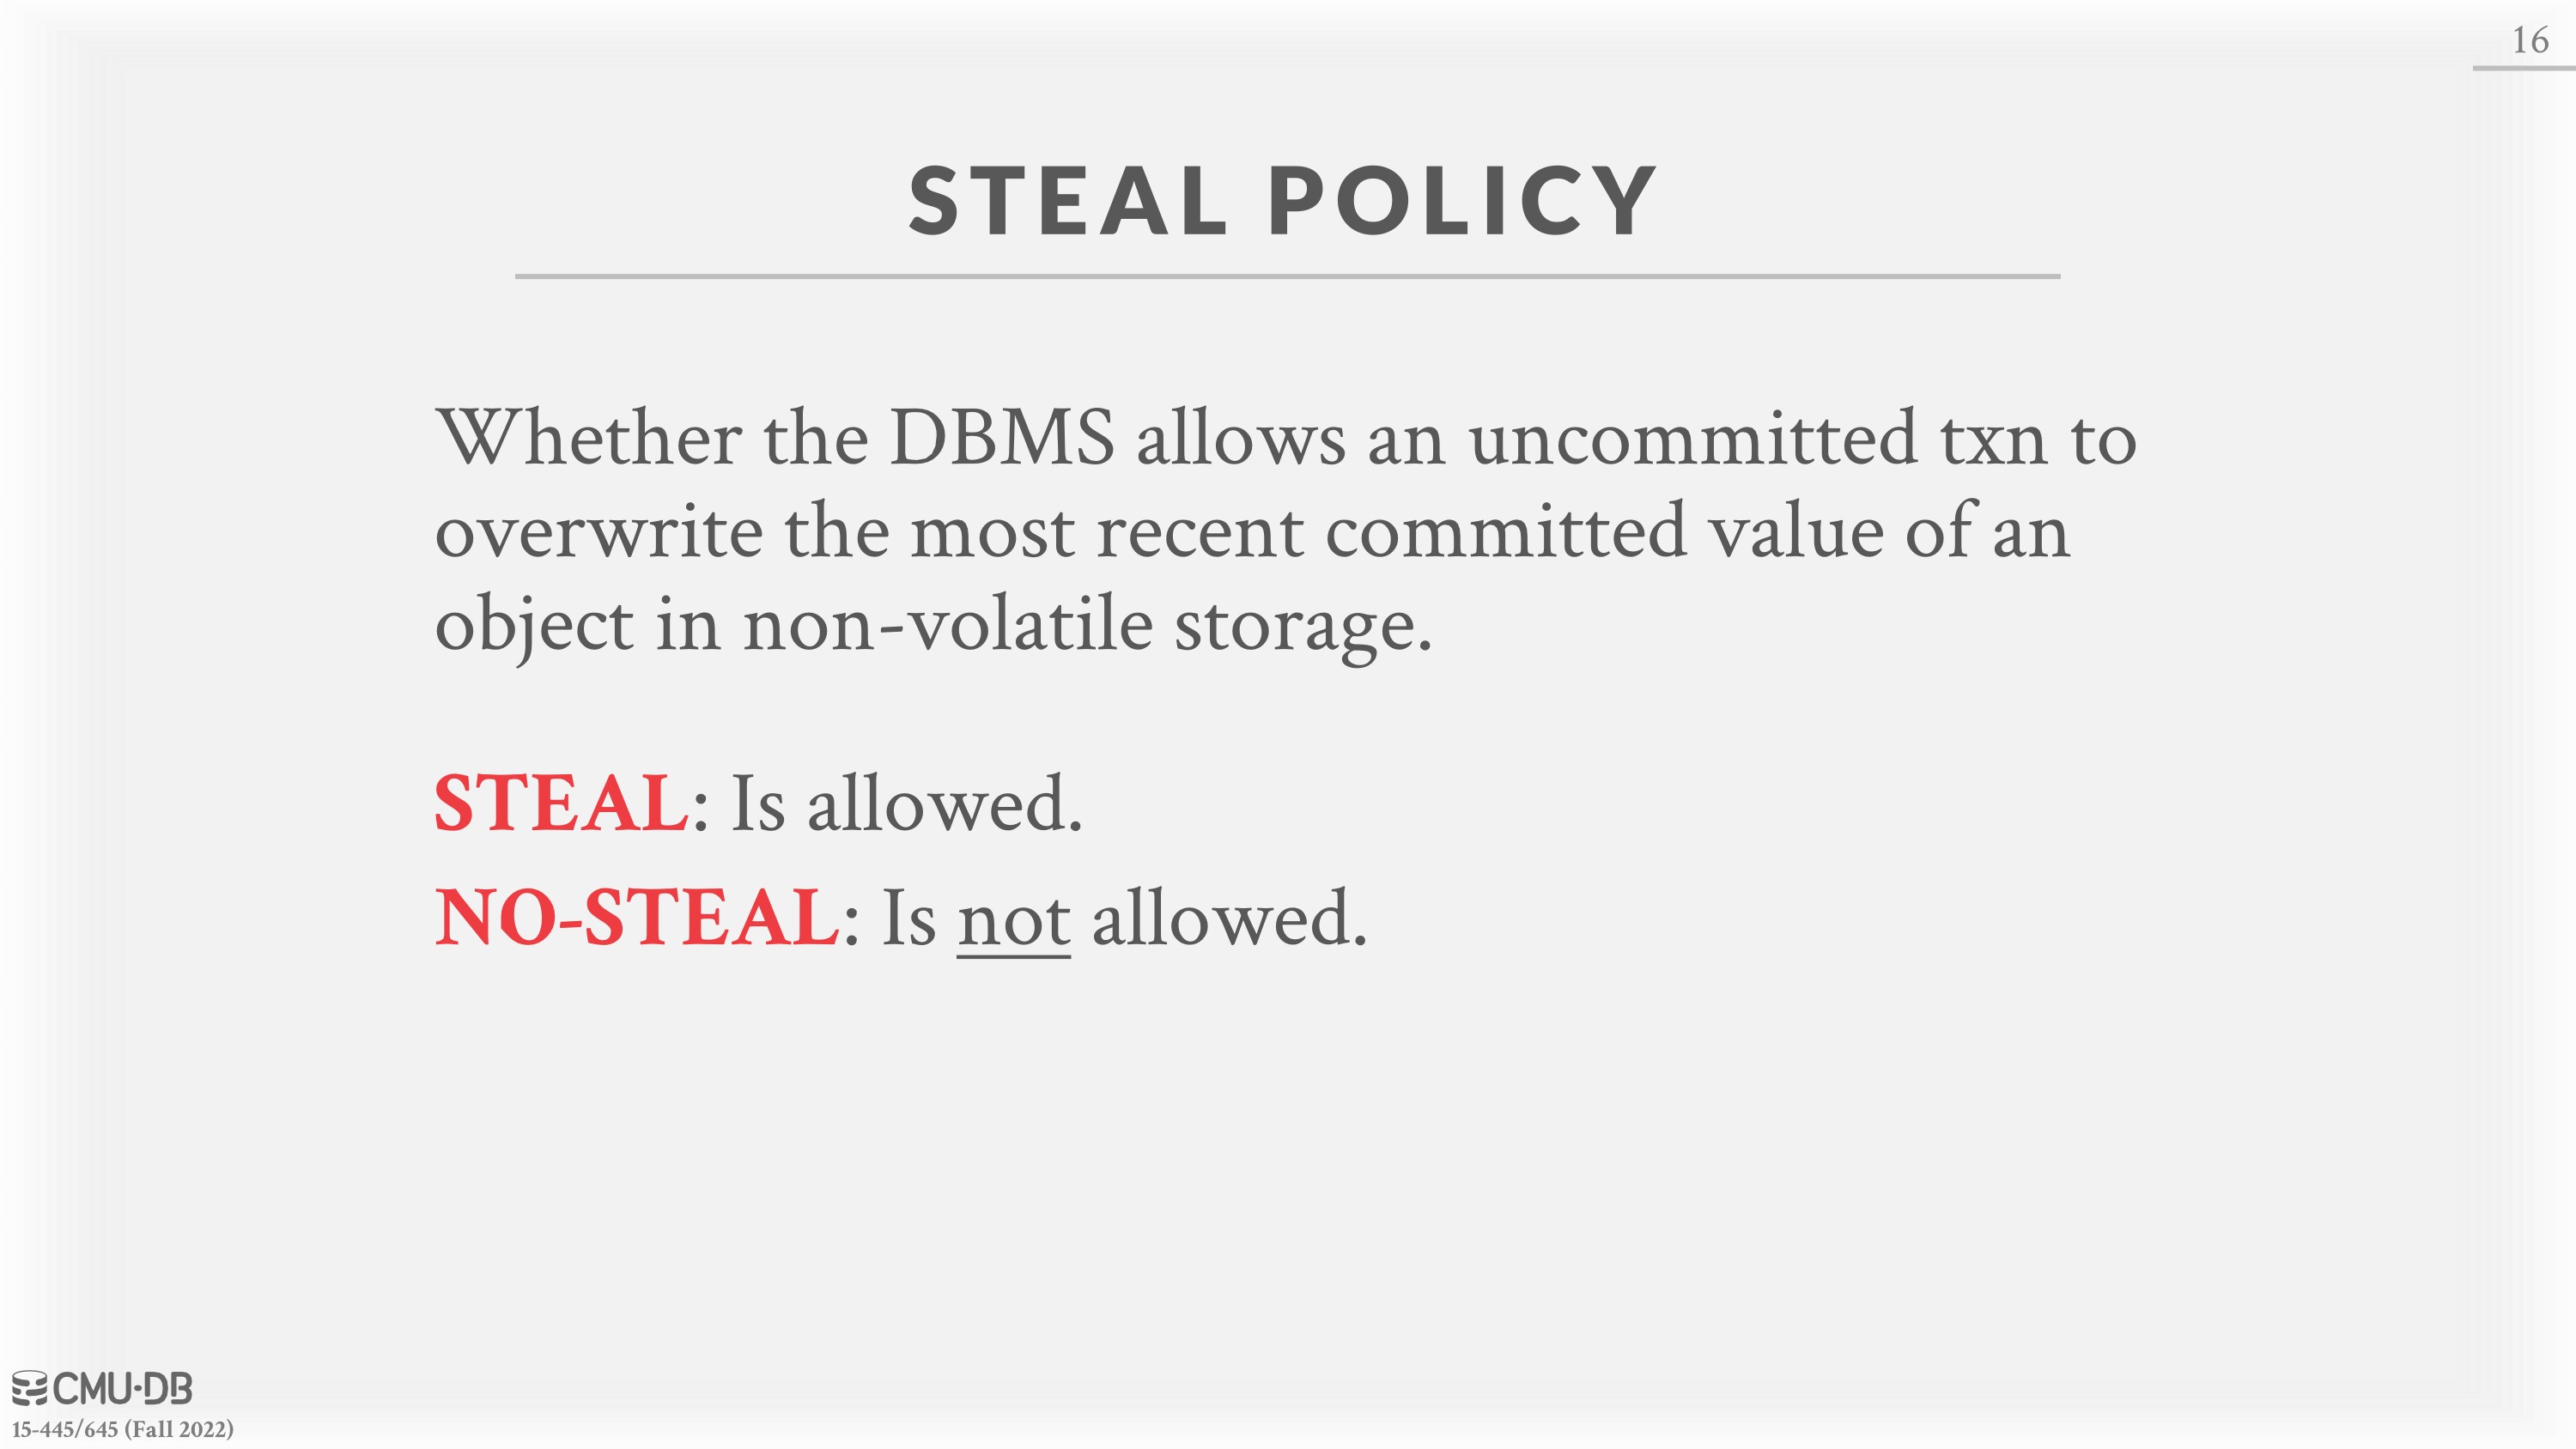 16
STEAL POLICY
Whether the DBMS allows an uncommitted txn to
overwrite the most recent committed value of an
object in non-volatile storage.
STEAL: Is allowed.
NO-STEAL: Is not allowed.
CMU·DB
15-445/645 (Fall 2022)